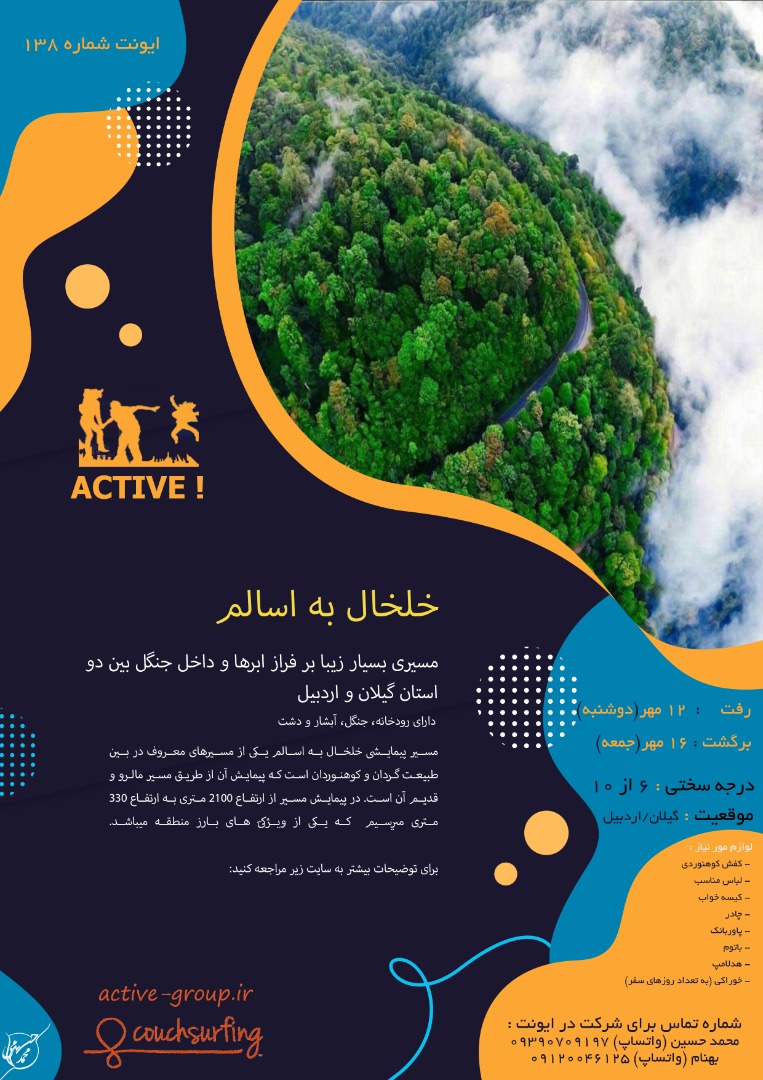 ایونت شماره ۱۳۸
ACTIVE !
خلخال به اسالم
مسیری بسیار زیبا بر فراز ابرها و داخل جنگل بین دو
استان گیلان و اردبیل
دارای رودخانه، جنگل، آبشار و دشت
مسیر پیمایشی خلخال به اسالم یکی از مسیرهای معروف در بین
طبیعت گردان و کوهنوردان است که پیمایش آن از طریق مسیر مالرو و
قدیم آن است. در پیمایش مسیر از ارتفاع 2100 متری به ارتفاع 330
متری میرسیم که یکی از ویژگی های بارز منطقه میباشد.
برای توضیحات بیشتر به سایت زیر مراجعه کنید:
active-group.ir
couchsurfing
رفت : ۱۲ مهر(دوشنبه)
برگشت : ۱۶ مهر(جمعه)
درجه سختی : ۶ از ۱۰
موقعیت : گیلان/اردبیل
لوازم مور نیاز :
- کفش کوهنوردی
- لباس مناسب
- کیسه خواب
- چادر
- پاوربانک
- باتوم
- هدلامپ
- خوراکی (به تعداد روزهای سفر)
شماره تماس برای شرکت در ایونت :
محمد حسین (واتساپ) ۰۹۳۹۰۷۰۹۱۹۷
بهنام (واتساپ) ۰۹۱۲۰۰۴۶۱۲۵